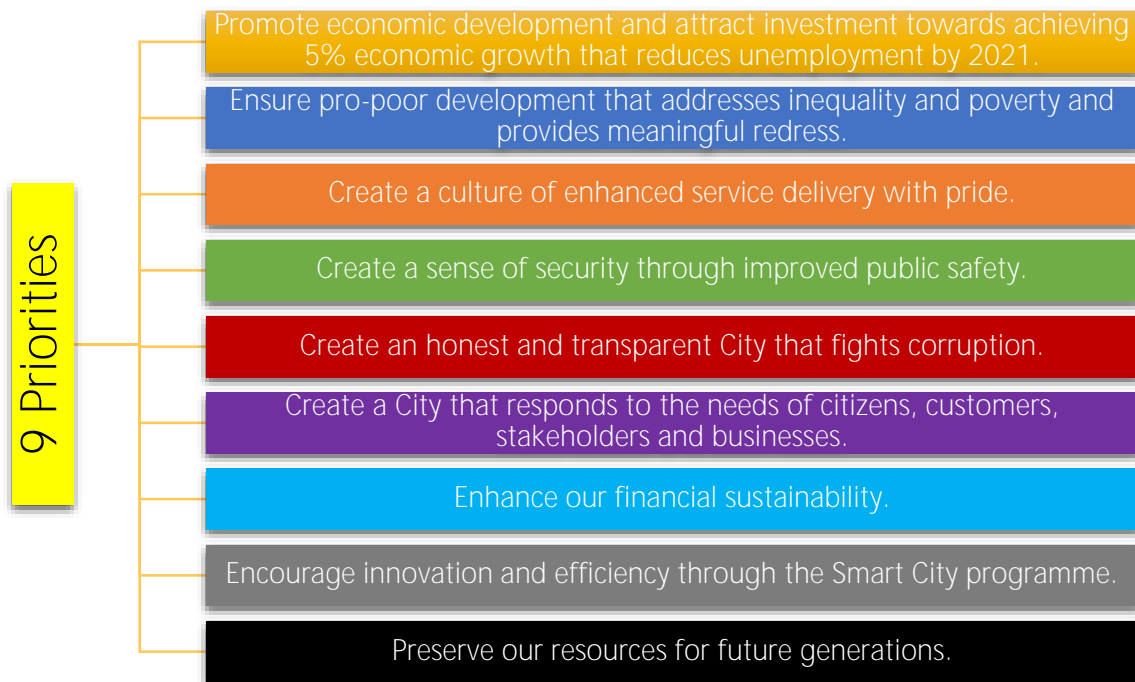 9 Priorities
Promote economic development and attract investment towards achieving
5% economic growth that reduces unemployment by 2021.
Ensure pro-poor development that addresses inequality and poverty and
provides meaningful redress.
Create a culture of enhanced service delivery with pride.
Create a sense of security through improved public safety.
Create an honest and transparent City that fights corruption.
Create a City that responds to the needs of citizens, customers,
stakeholders and businesses.
Enhance our financial sustainability.
Encourage innovation and efficiency through the Smart City programme.
Preserve our resources for future generations.